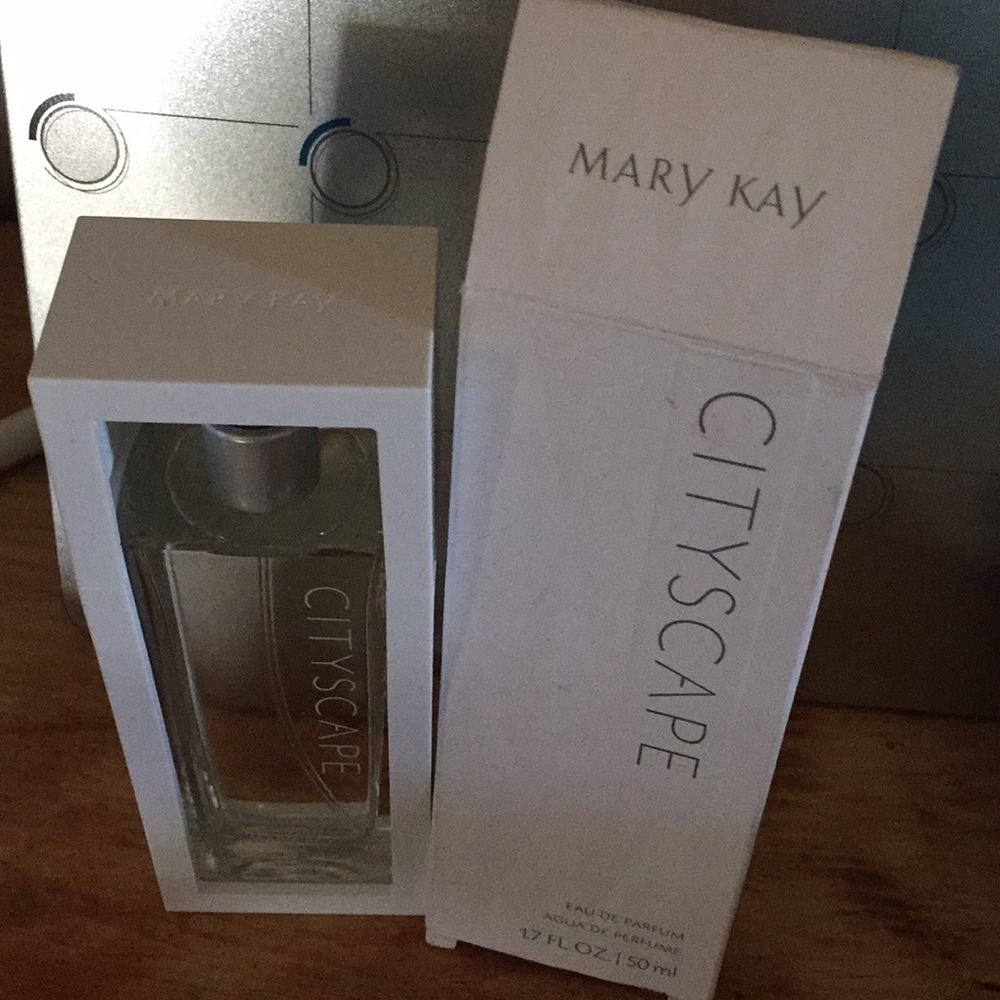 MARY KAY
CITYSCAPE
MARY KAY
CITYSCAPE
EAU DE PARFUM
AGUA DE PERFUME
1.7 FL. OZ. | 50 ml